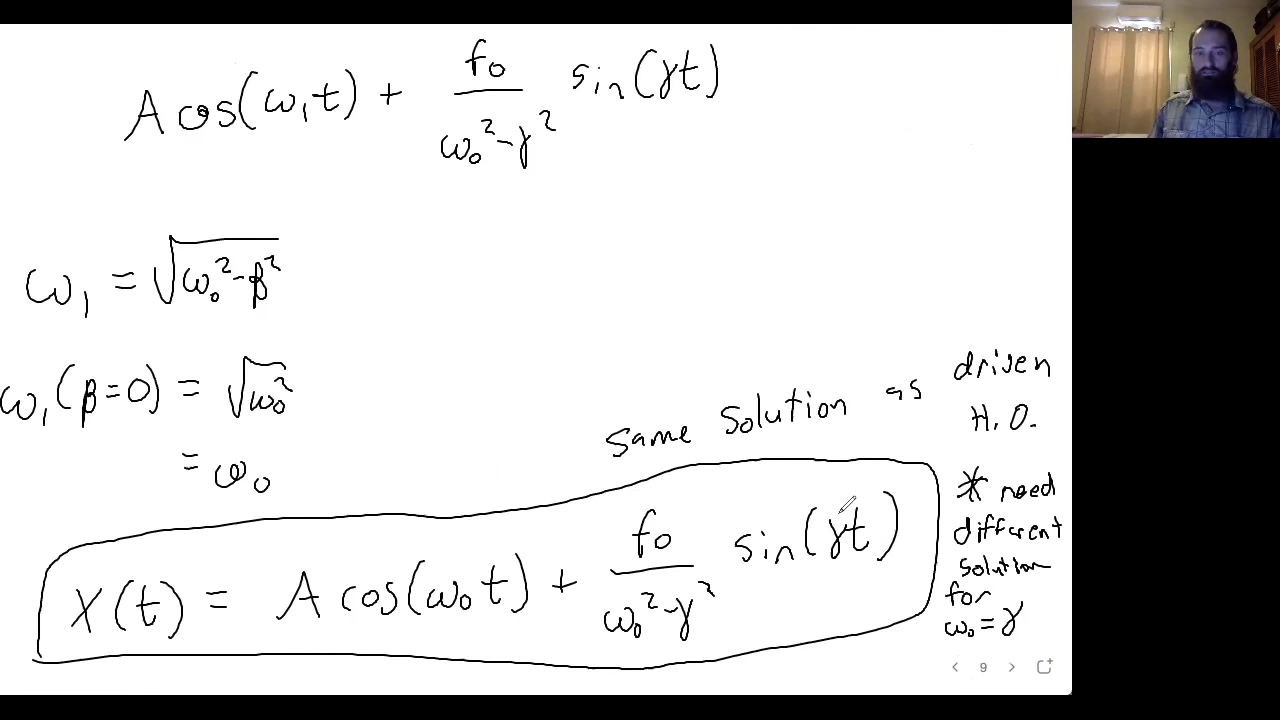 A cos(ω₁t) + f₀/(ω₀² - γ²) sin(γt)
ω₁ = √(ω₀² - β²)
ω₁(β=0) = √(ω₀²)
= ω₀
same solution as driven
H.O.
X(t) = A cos(ω₀t) + f₀/(ω₀² - γ²) sin(γt)
* need
different
solution
for
ω₀ = γ
9